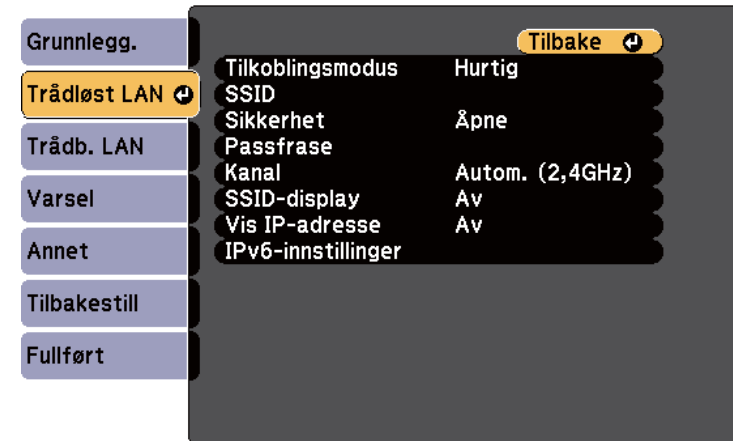 Grunnlegg.
Trådløst LAN
Trådb. LAN
Varsel
Annet
Tilbakestill
Fullført
Tilbake
Tilkoblingsmodus Hurtig
SSID
Sikkerhet Åpne
Passfrase
Kanal Autom. (2,4GHz)
SSID-display Av
Vis IP-adresse Av
IPv6-innstillinger